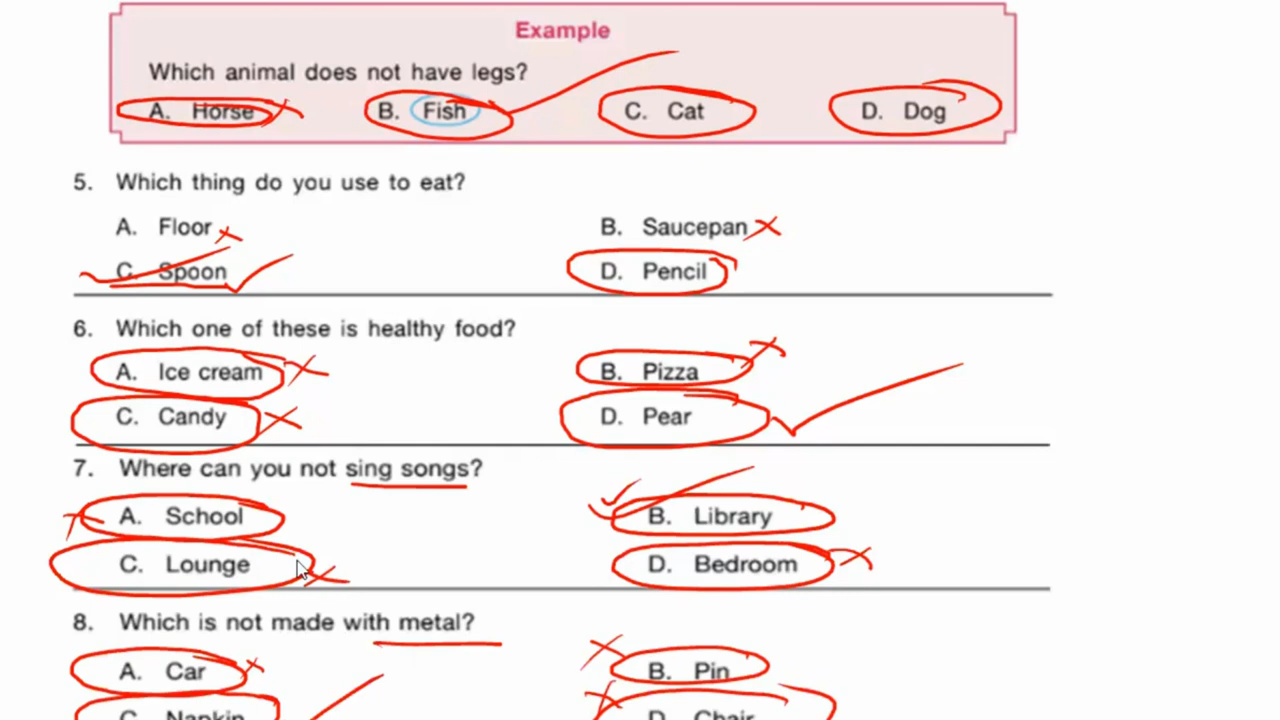 Example
Which animal does not have legs?
A. Horse B. Fish C. Cat D. Dog
5. Which thing do you use to eat?
A. Floor B. Saucepan
C. Spoon D. Pencil
6. Which one of these is healthy food?
A. Ice cream B. Pizza
C. Candy D. Pear
7. Where can you not sing songs?
A. School B. Library
C. Lounge D. Bedroom
8. Which is not made with metal?
A. Car B. Pin
C. Napkin D. Chair